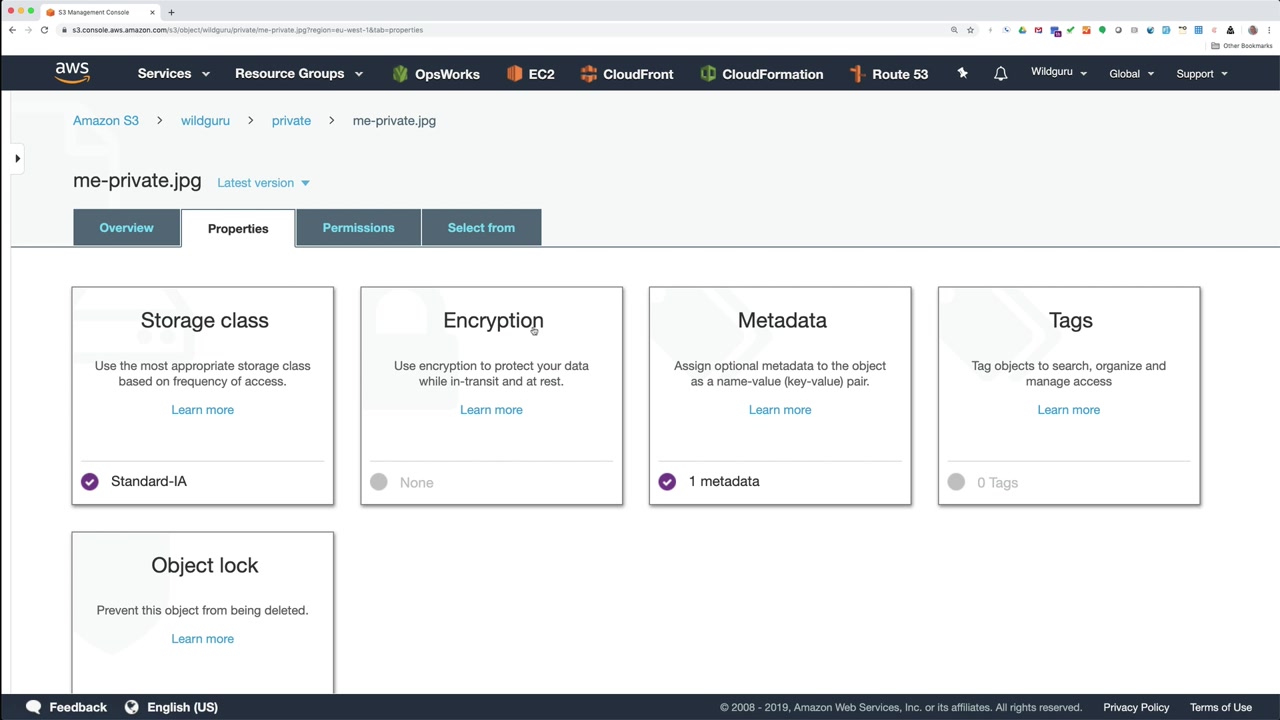 S3 Management Console
s3.console.aws.amazon.com/s3/object/wildguru/private/me-private.jpg?region=eu-west-1&tab=properties
Other Bookmarks
aws Services Resource Groups OpsWorks EC2 CloudFront CloudFormation Route 53 Wildguru Global Support
Amazon S3 > wildguru > private > me-private.jpg
me-private.jpg Latest version
Overview Properties Permissions Select from
Storage class
Use the most appropriate storage class
based on frequency of access.
Learn more
Standard-IA
Encryption
Use encryption to protect your data
while in-transit and at rest.
Learn more
None
Metadata
Assign optional metadata to the object
as a name-value (key-value) pair.
Learn more
1 metadata
Tags
Tag objects to search, organize and
manage access
Learn more
0 Tags
Object lock
Prevent this object from being deleted.
Learn more
Feedback English (US) © 2008 - 2019, Amazon Web Services, Inc. or its affiliates. All rights reserved. Privacy Policy Terms of Use